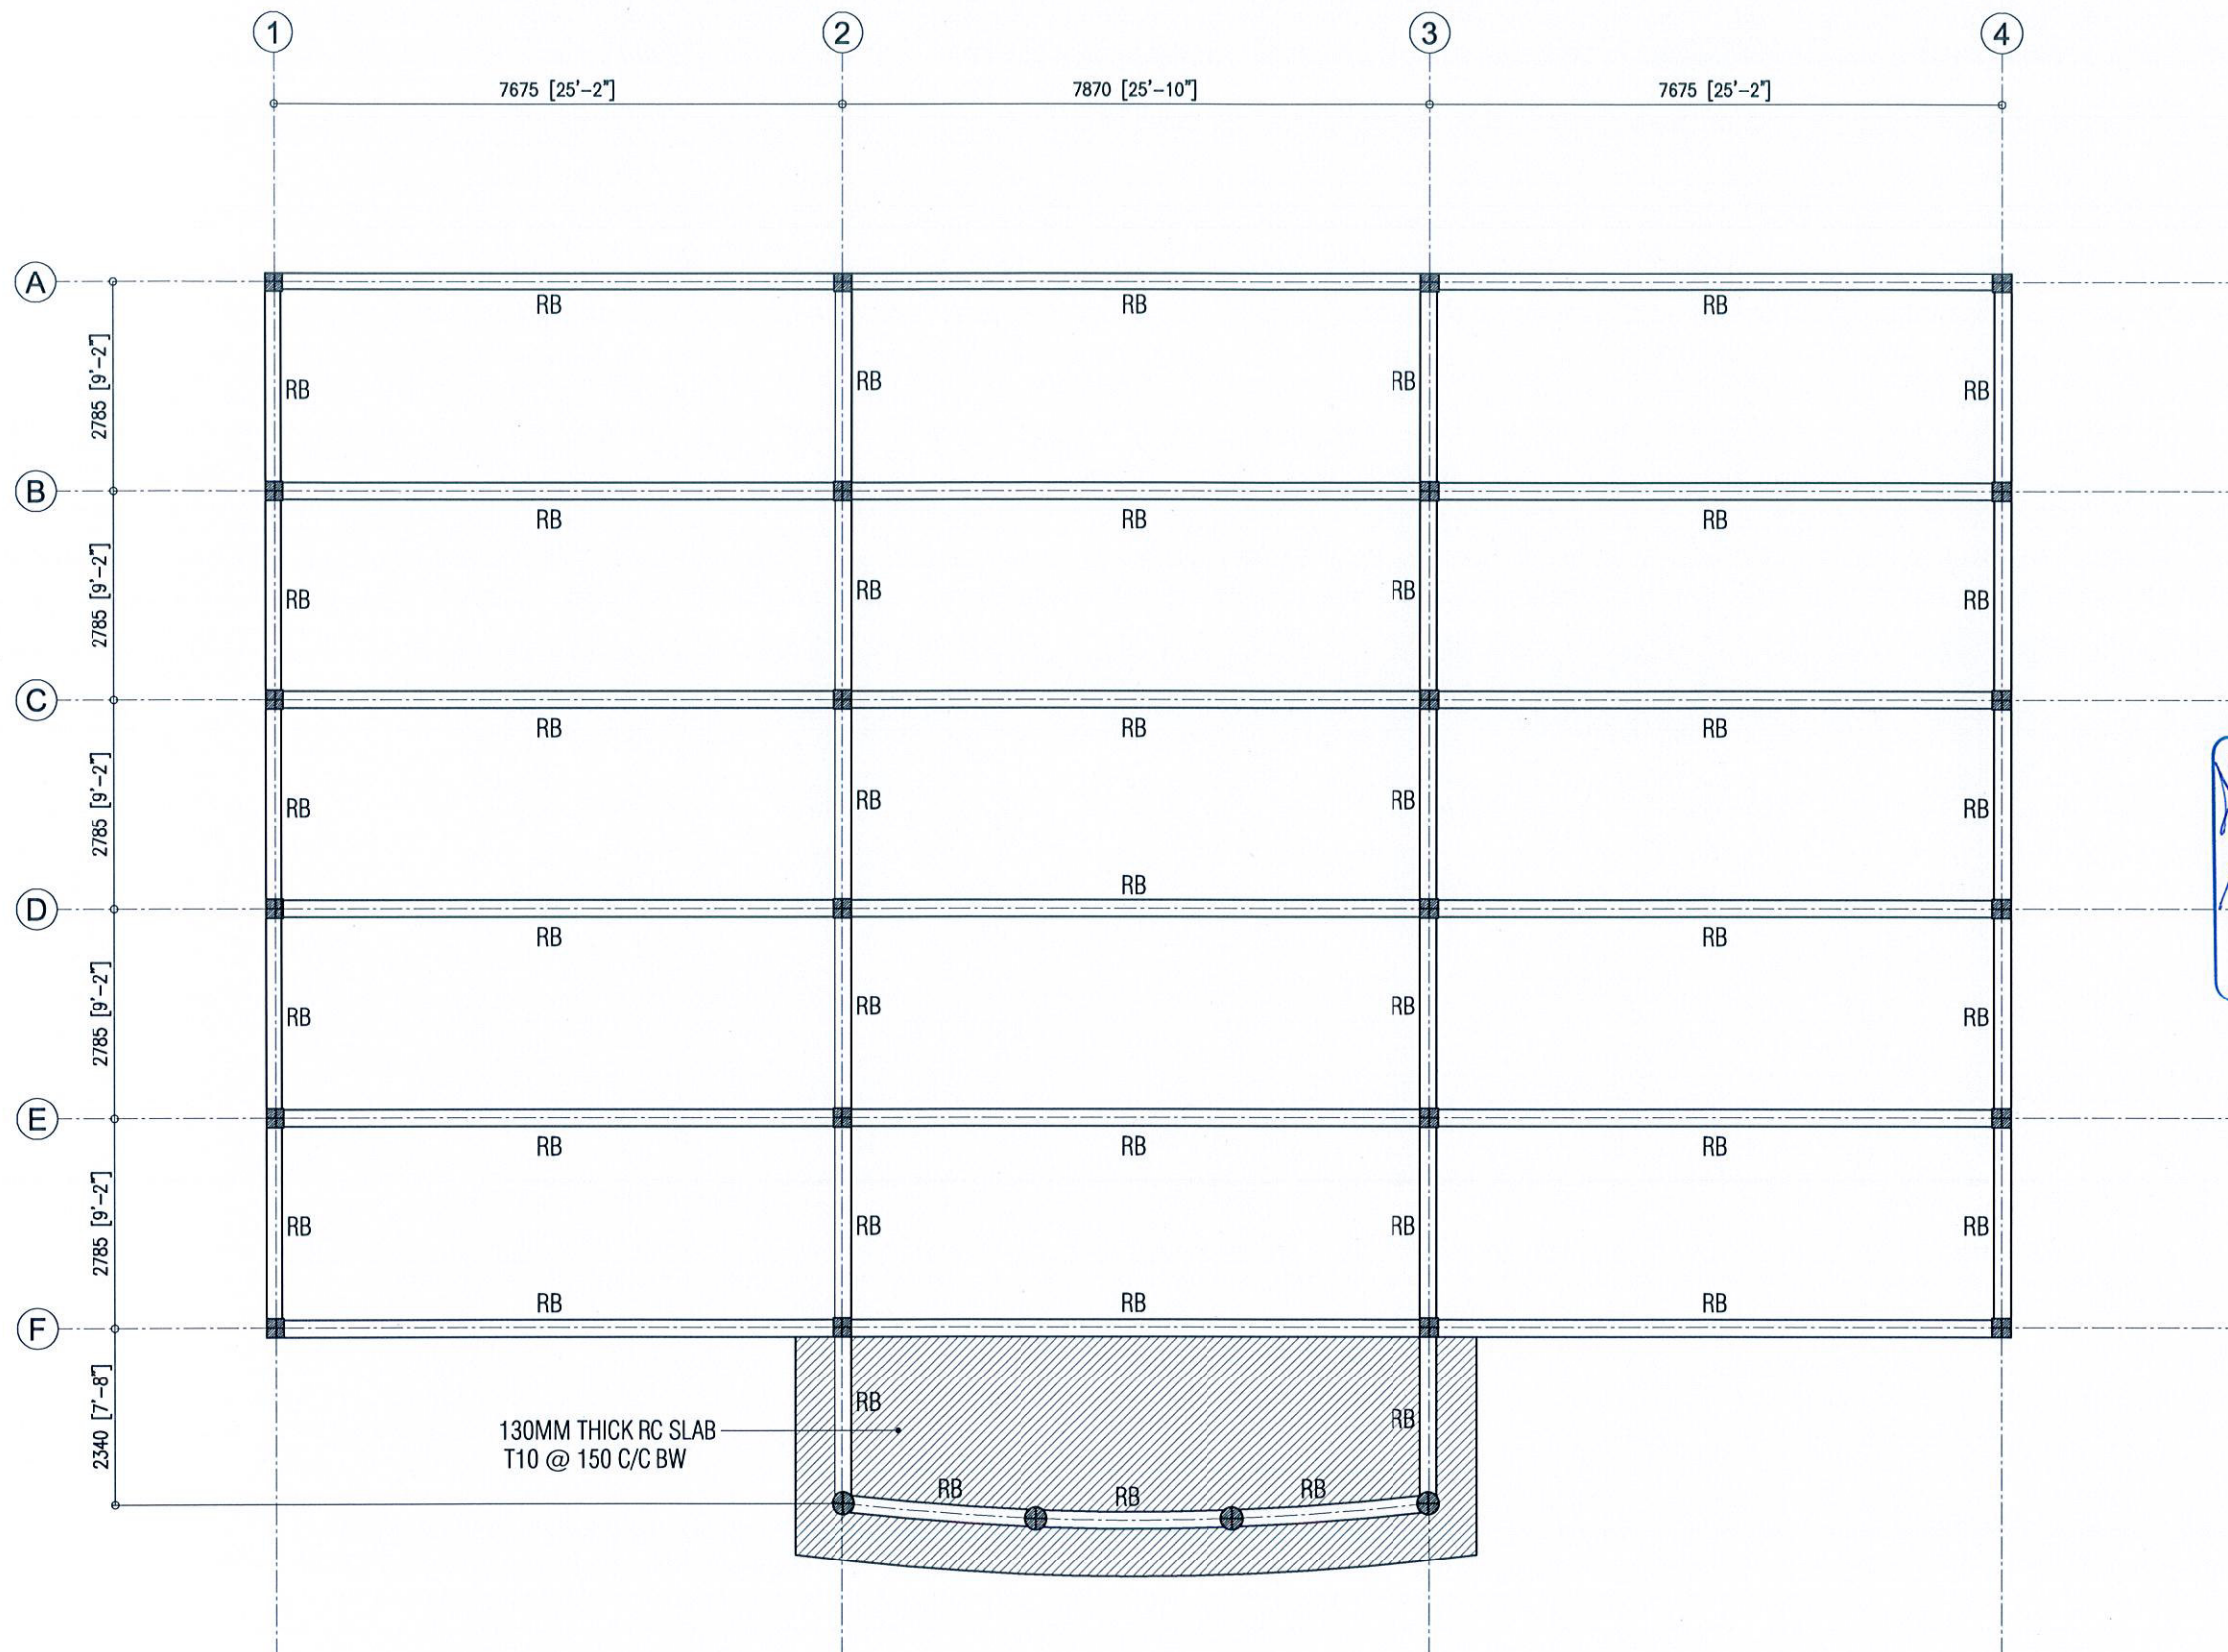 1 2 3 4
7675 [25'-2"] 7870 [25'-10"] 7675 [25'-2"]
A
RB RB RB
2785 [9'-2"]
RB RB RB RB
B
RB RB RB
2785 [9'-2"]
RB RB RB RB
C
RB RB RB
2785 [9'-2"]
RB RB RB RB
RB
D
RB RB
2785 [9'-2"]
RB RB RB RB
E
RB RB RB
2785 [9'-2"]
RB RB RB RB
RB RB RB
F
2340 [7'-8"]
RB RB
130MM THICK RC SLAB
T10 @ 150 C/C BW
RB RB RB